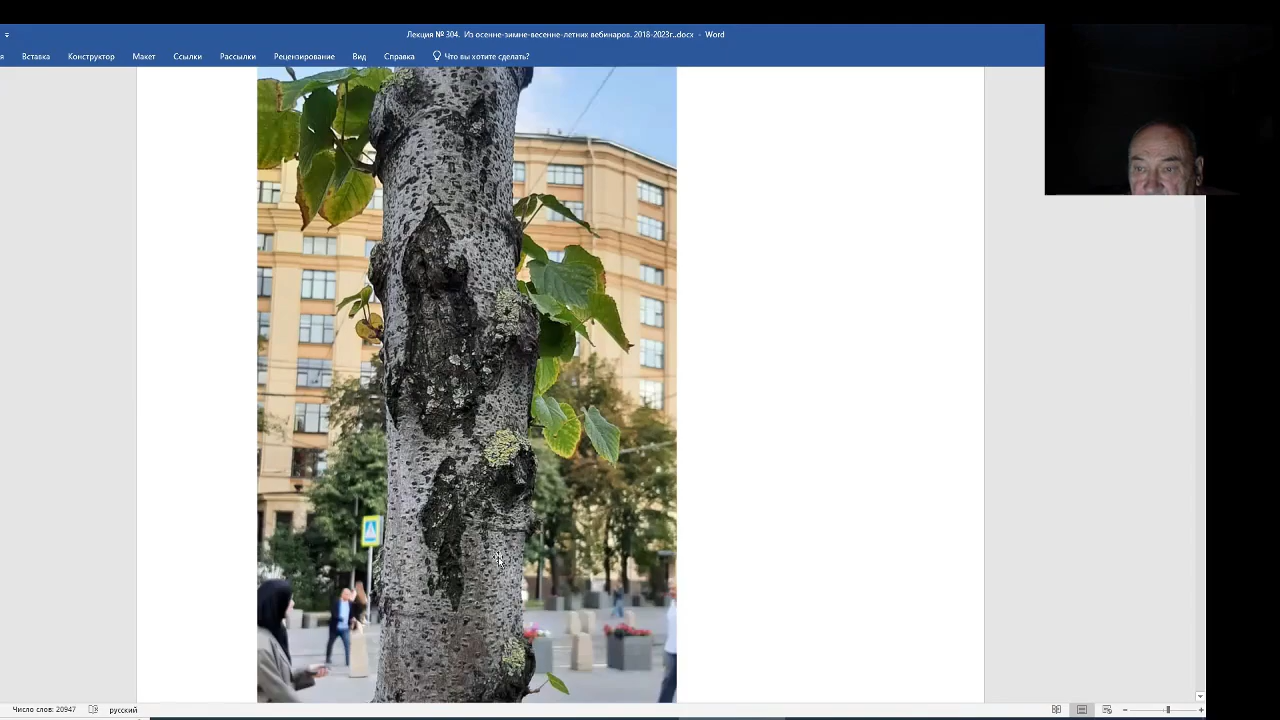 Лекция № 304. Из осенне-зимне-весенне-летних вебинаров. 2018-2023г..docx - Word
я Вставка Конструктор Макет Ссылки Рассылки Рецензирование Вид Справка Что вы хотите сделать?
Число слов: 20947 русский